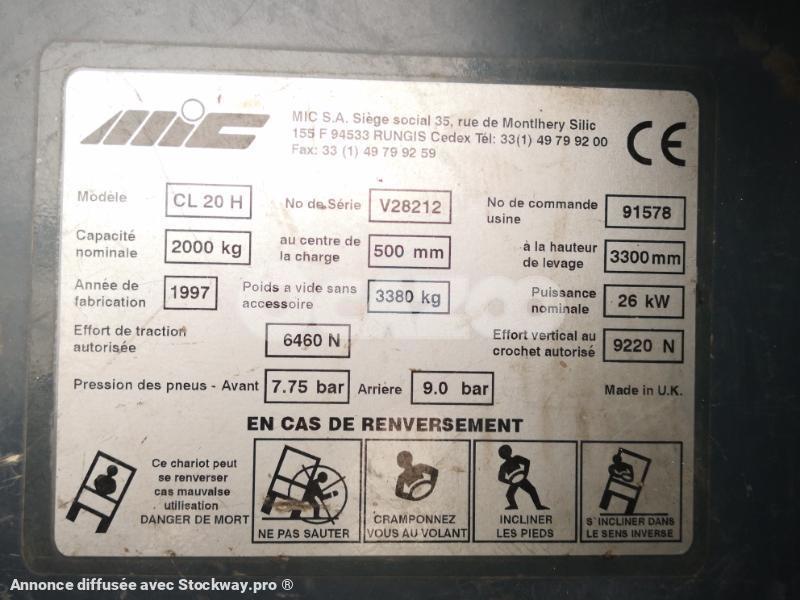 MIC
MIC S.A. Siège social 35, rue de Montlhery Silic
155 F 94533 RUNGIS Cedex Tél: 33(1) 49 79 92 00
Fax: 33 (1) 49 79 92 59
CE
Modèle CL 20 H No de Série V28212 No de commande usine 91578
Capacité nominale 2000 kg au centre de la charge 500 mm à la hauteur de levage 3300 mm
Année de fabrication 1997 Poids a vide sans accessoire 3380 kg Puissance nominale 26 kW
Effort de traction autorisée 6460 N Effort vertical au crochet autorisé 9220 N
Pression des pneus - Avant 7.75 bar Arrière 9.0 bar Made in U.K.
EN CAS DE RENVERSEMENT
Ce chariot peut
se renverser
cas mauvaise
utilisation
DANGER DE MORT
NE PAS SAUTER
CRAMPONNEZ
VOUS AU VOLANT
INCLINER
LES PIEDS
S'INCLINER DANS
LE SENS INVERSE
Annonce diffusée avec Stockway.pro ®